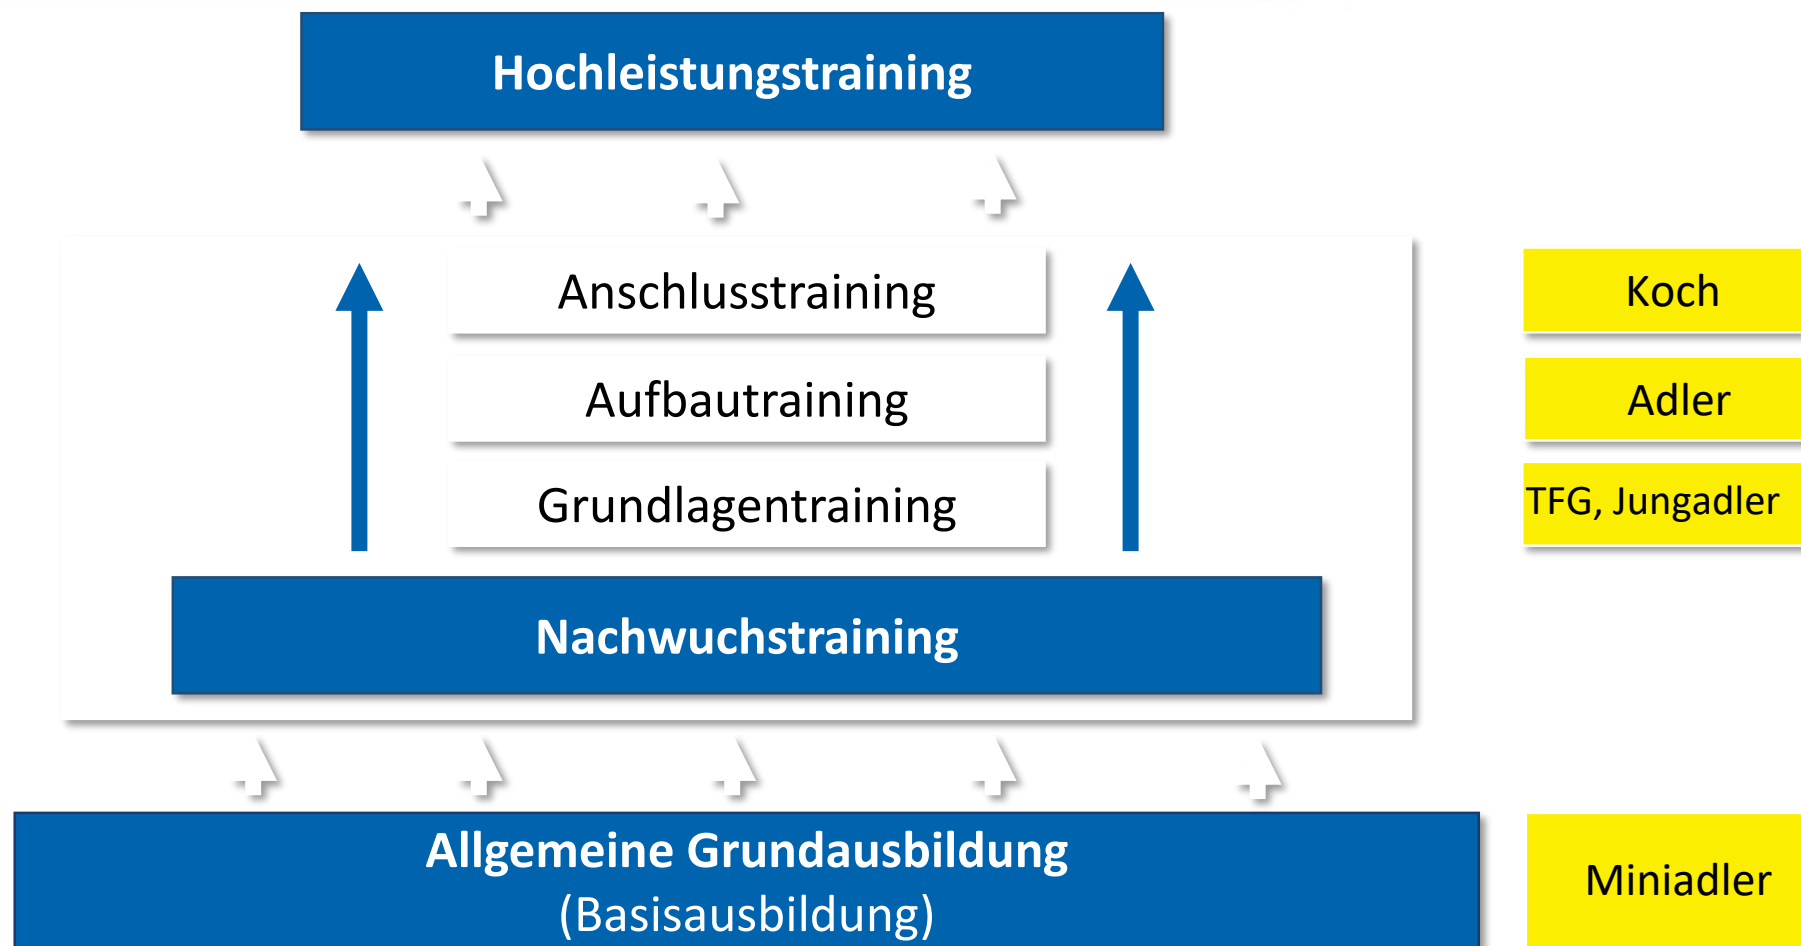 Hochleistungstraining
Anschlusstraining
Koch
Aufbautraining
Adler
Grundlagentraining
TFG, Jungadler
Nachwuchstraining
Allgemeine Grundausbildung
(Basisausbildung)
Miniadler